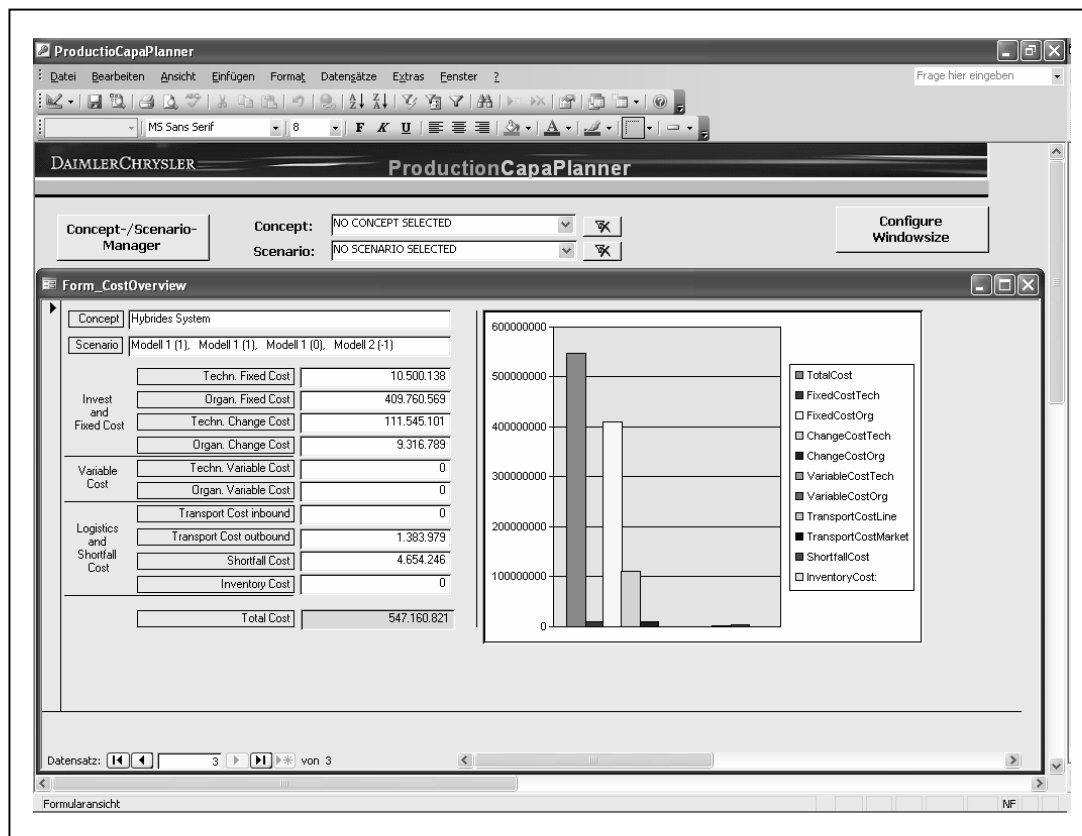 ProductioCapaPlanner
Datei Bearbeiten Ansicht Einfügen Format Datensätze Extras Fenster ?
Frage hier eingeben
MS Sans Serif 8 F K U
DAIMLERCHRYSLER
ProductionCapaPlanner
Concept-/Scenario-
Manager
Concept: NO CONCEPT SELECTED
Scenario: NO SCENARIO SELECTED
Configure
Windowsize
Form_CostOverview
Concept Hybrides System
Scenario Modell 1 (1), Modell 1 (1), Modell 1 (0), Modell 2 (-1)
Invest
and
Fixed Cost
Techn. Fixed Cost 10.500.138
Organ. Fixed Cost 409.760.569
Techn. Change Cost 111.545.101
Organ. Change Cost 9.316.789
Variable
Cost
Techn. Variable Cost 0
Organ. Variable Cost 0
Logistics
and
Shortfall
Cost
Transport Cost inbound 0
Transport Cost outbound 1.383.979
Shortfall Cost 4.654.246
Inventory Cost 0
Total Cost 547.160.821
600000000
500000000
400000000
300000000
200000000
100000000
0
TotalCost
FixedCostTech
FixedCostOrg
ChangeCostTech
ChangeCostOrg
VariableCostTech
VariableCostOrg
TransportCostLine
TransportCostMarket
ShortfallCost
InventoryCost:
Datensatz: 3 von 3
Formularansicht
NF